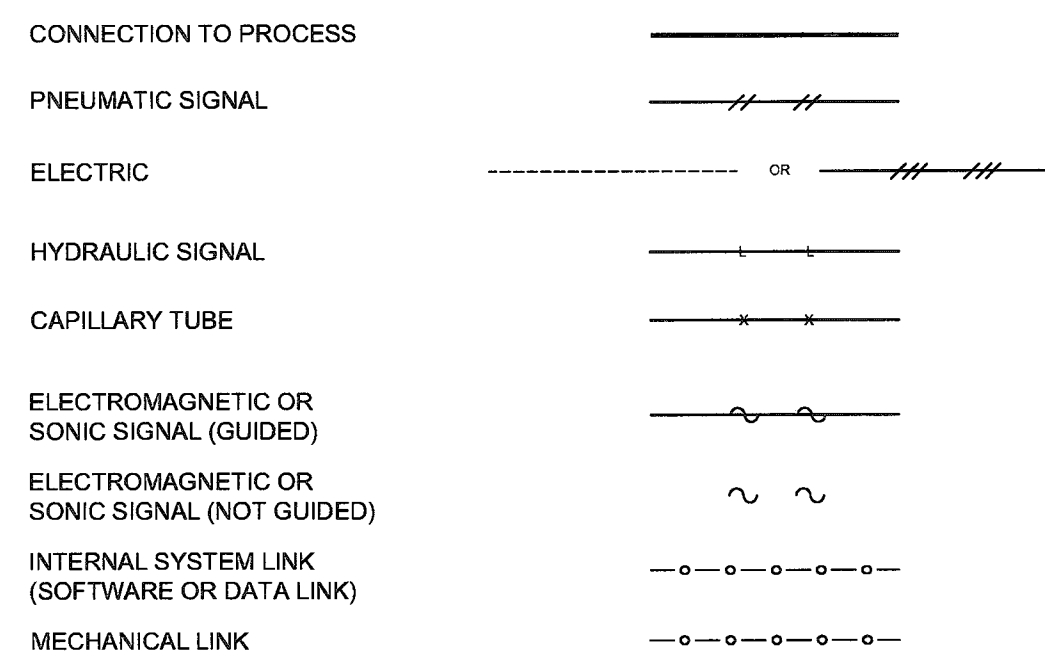 CONNECTION TO PROCESS
PNEUMATIC SIGNAL
ELECTRIC OR
HYDRAULIC SIGNAL
L L
CAPILLARY TUBE
X X
ELECTROMAGNETIC OR
SONIC SIGNAL (GUIDED)
ELECTROMAGNETIC OR
SONIC SIGNAL (NOT GUIDED)
INTERNAL SYSTEM LINK
(SOFTWARE OR DATA LINK)
MECHANICAL LINK